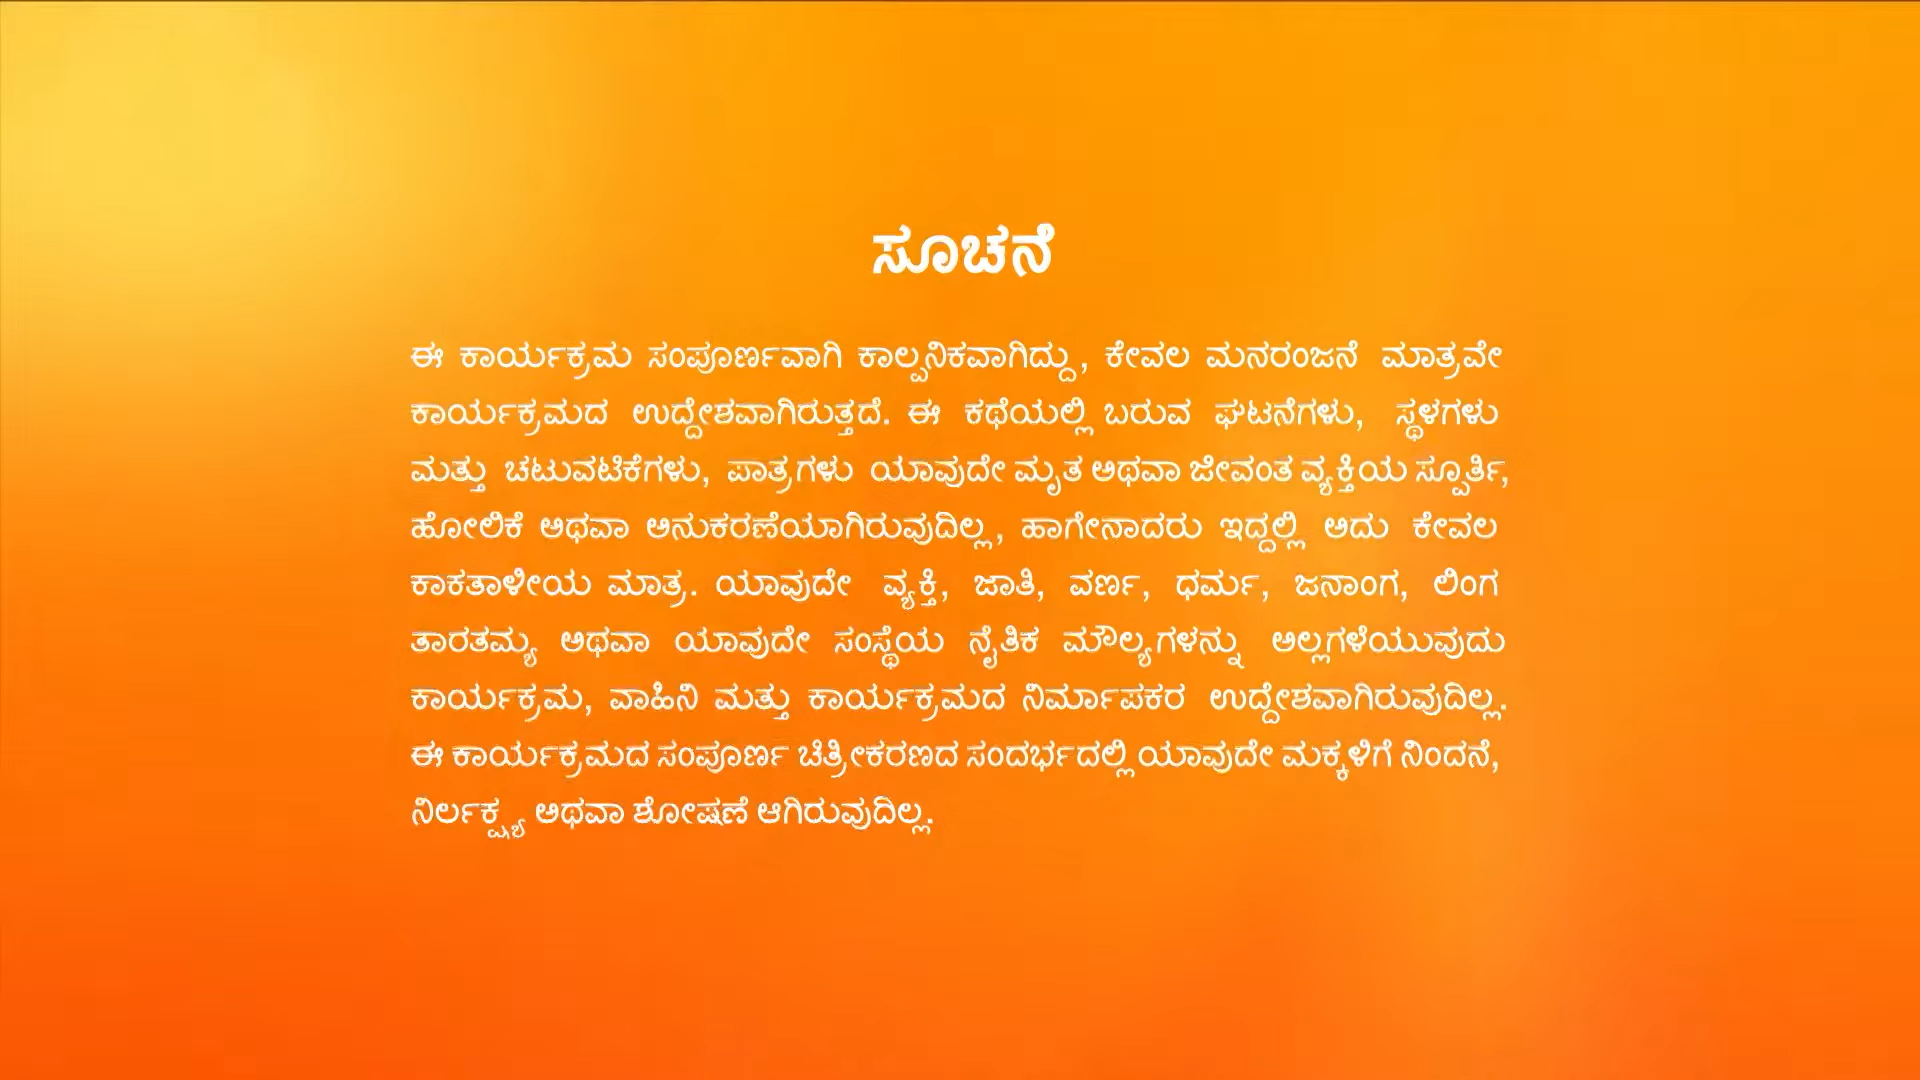 ಸೂಚನೆ
ಈ ಕಾರ್ಯಕ್ರಮ ಸಂಪೂರ್ಣವಾಗಿ ಕಾಲ್ಪನಿಕವಾಗಿದ್ದು, ಕೇವಲ ಮನರಂಜನೆ ಮಾತ್ರವೇ
ಕಾರ್ಯಕ್ರಮದ ಉದ್ದೇಶವಾಗಿರುತ್ತದೆ. ಈ ಕಥೆಯಲ್ಲಿ ಬರುವ ಘಟನೆಗಳು, ಸ್ಥಳಗಳು
ಮತ್ತು ಚಟುವಟಿಕೆಗಳು, ಪಾತ್ರಗಳು ಯಾವುದೇ ಮೃತ ಅಥವಾ ಜೀವಂತ ವ್ಯಕ್ತಿಯ ಸ್ಪೂರ್ತಿ,
ಹೋಲಿಕೆ ಅಥವಾ ಅನುಕರಣೆಯಾಗಿರುವುದಿಲ್ಲ, ಹಾಗೇನಾದರು ಇದ್ದಲ್ಲಿ ಅದು ಕೇವಲ
ಕಾಕತಾಳೀಯ ಮಾತ್ರ. ಯಾವುದೇ ವ್ಯಕ್ತಿ, ಜಾತಿ, ವರ್ಣ, ಧರ್ಮ, ಜನಾಂಗ, ಲಿಂಗ
ತಾರತಮ್ಯ ಅಥವಾ ಯಾವುದೇ ಸಂಸ್ಥೆಯ ನೈತಿಕ ಮೌಲ್ಯಗಳನ್ನು ಅಲ್ಲಗಳೆಯುವುದು
ಕಾರ್ಯಕ್ರಮ, ವಾಹಿನಿ ಮತ್ತು ಕಾರ್ಯಕ್ರಮದ ನಿರ್ಮಾಪಕರ ಉದ್ದೇಶವಾಗಿರುವುದಿಲ್ಲ.
ಈ ಕಾರ್ಯಕ್ರಮದ ಸಂಪೂರ್ಣ ಚಿತ್ರೀಕರಣದ ಸಂದರ್ಭದಲ್ಲಿ ಯಾವುದೇ ಮಕ್ಕಳಿಗೆ ನಿಂದನೆ,
ನಿರ್ಲಕ್ಷ್ಯ ಅಥವಾ ಶೋಷಣೆ ಆಗಿರುವುದಿಲ್ಲ.